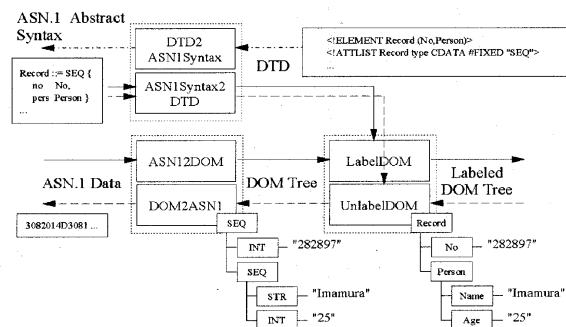 ASN.1 Abstract
Syntax
DTD2
ASN1Syntax
<!ELEMENT Record (No,Person)>
<!ATTLIST Record type CDATA #FIXED "SEQ">
...
DTD
Record ::= SEQ {
no No,
pers Person }
...
ASN1Syntax2
DTD
ASN12DOM
LabelDOM
ASN.1 Data
DOM Tree
Labeled
DOM Tree
DOM2ASN1
UnlabelDOM
3082014D3081 ...
SEQ
Record
INT
"282897"
No
"282897"
SEQ
Person
STR
"Imamura"
Name
"Imamura"
INT
"25"
Age
"25"